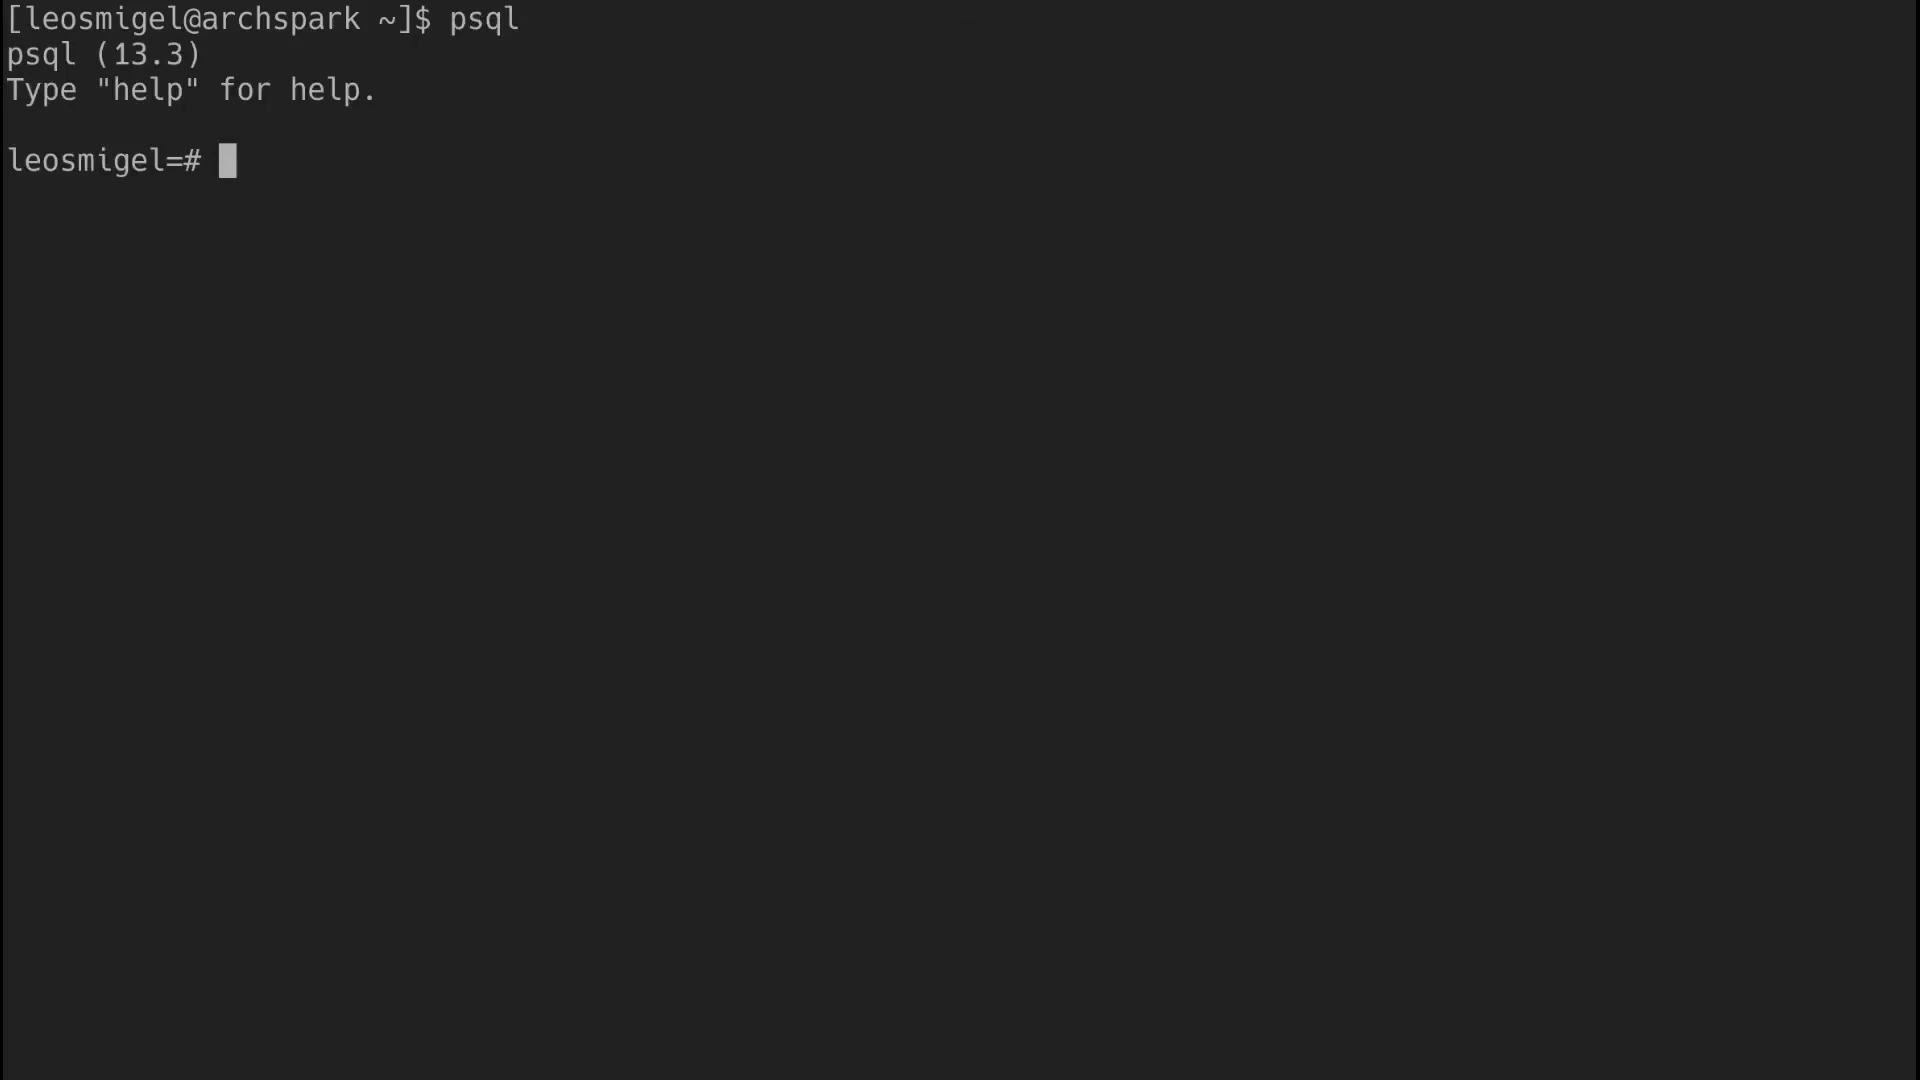 [leosmigel@archspark ~]$ psql
psql (13.3)
Type "help" for help.
leosmigel=#